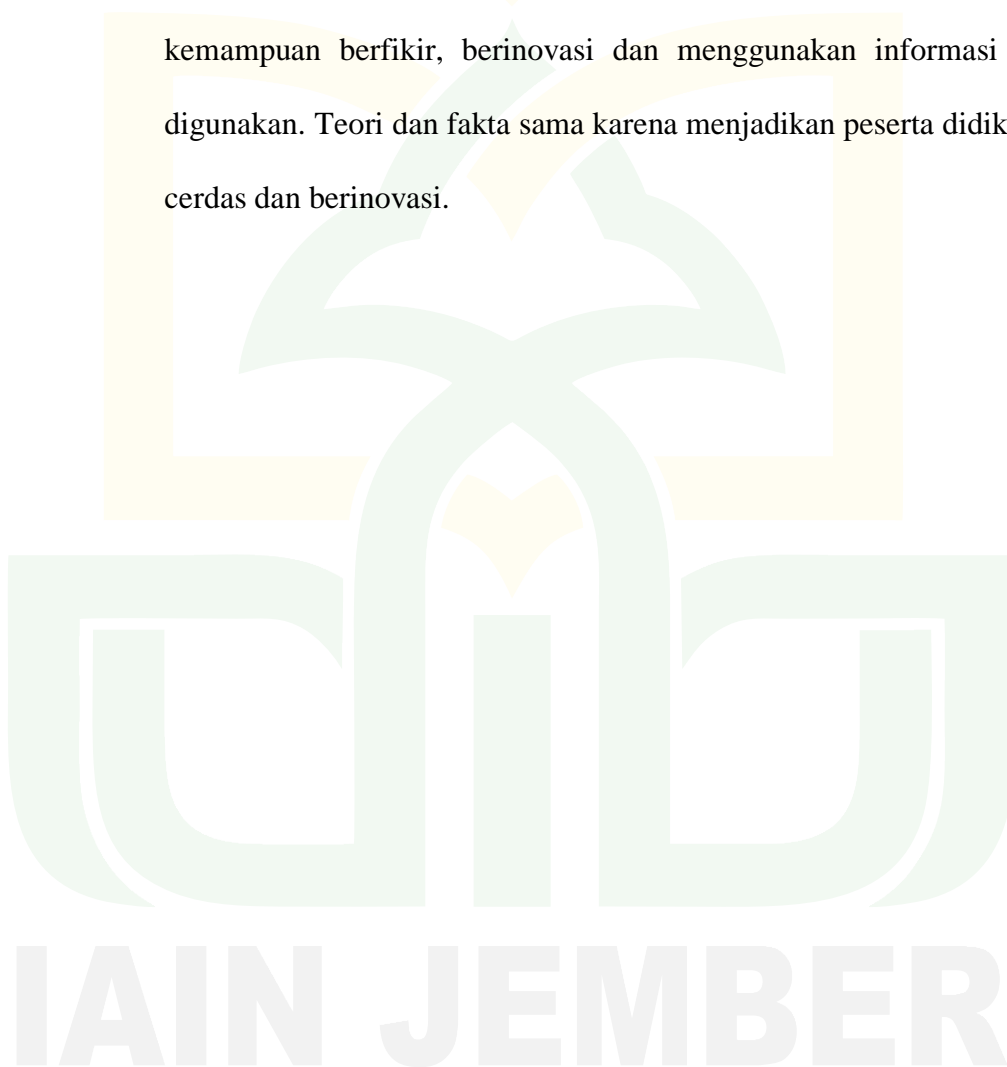 kemampuan berfikir, berinovasi dan menggunakan informasi
digunakan. Teori dan fakta sama karena menjadikan peserta didik
cerdas dan berinovasi.
IAIN JEMBER